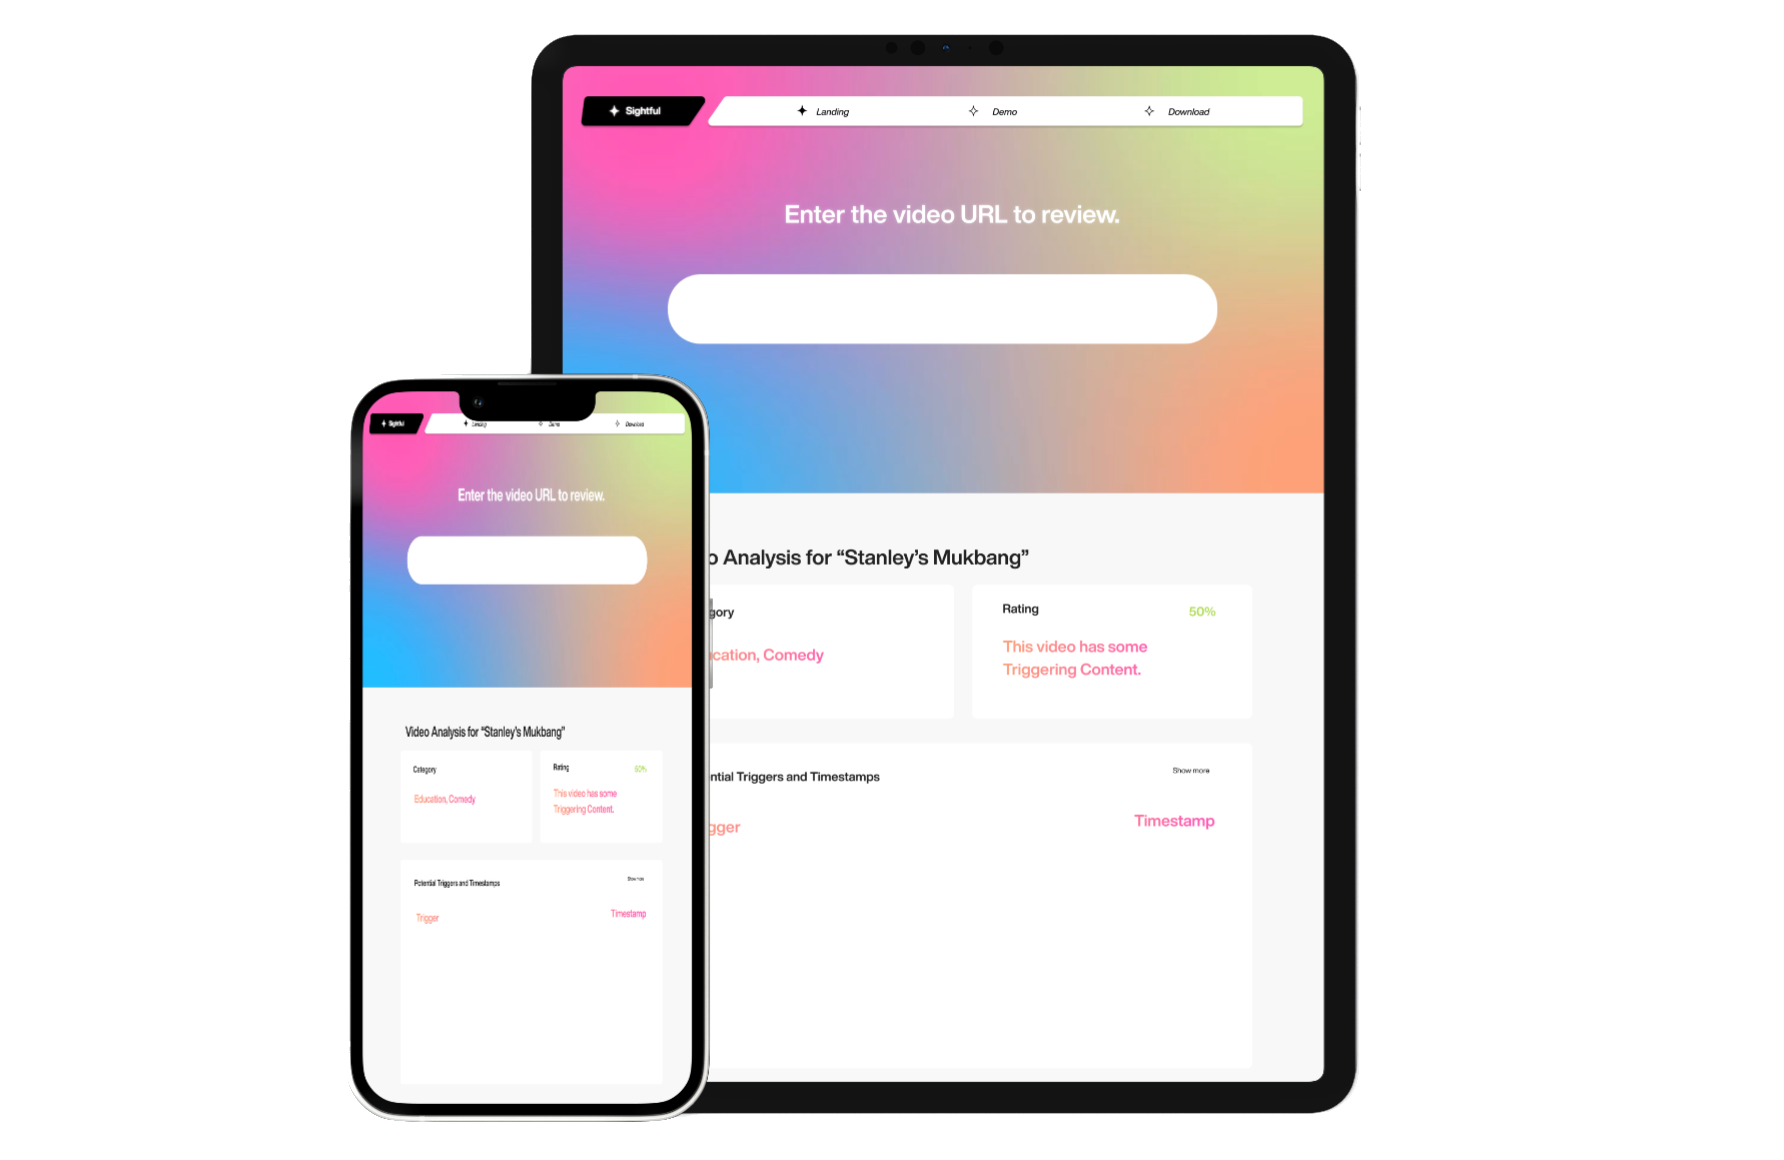 Sightful
Landing
Demo
Download
Enter the video URL to review.
o Analysis for “Stanley’s Mukbang”
gory
Rating
50%
cation, Comedy
This video has some
Triggering Content.
ntial Triggers and Timestamps
Show more
gger
Timestamp
Sightful
Landing
Demo
Download
Enter the video URL to review.
Video Analysis for “Stanley’s Mukbang”
Category
Rating
50%
Education, Comedy
This video has some
Triggering Content.
Potential Triggers and Timestamps
Show more
Trigger
Timestamp